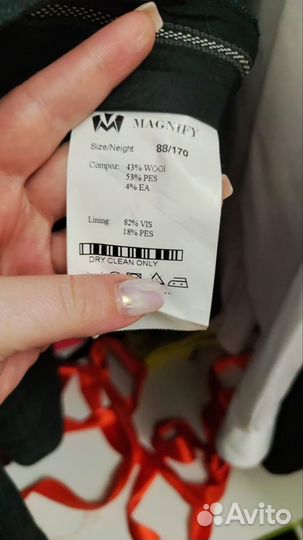 MAGNIFY
Size/Neight 88/170
Compoz: 43% WOOl
53% PES
4% EA
Lining: 82% VIS
18% PES
DRY CLEAN ONLY
Avito